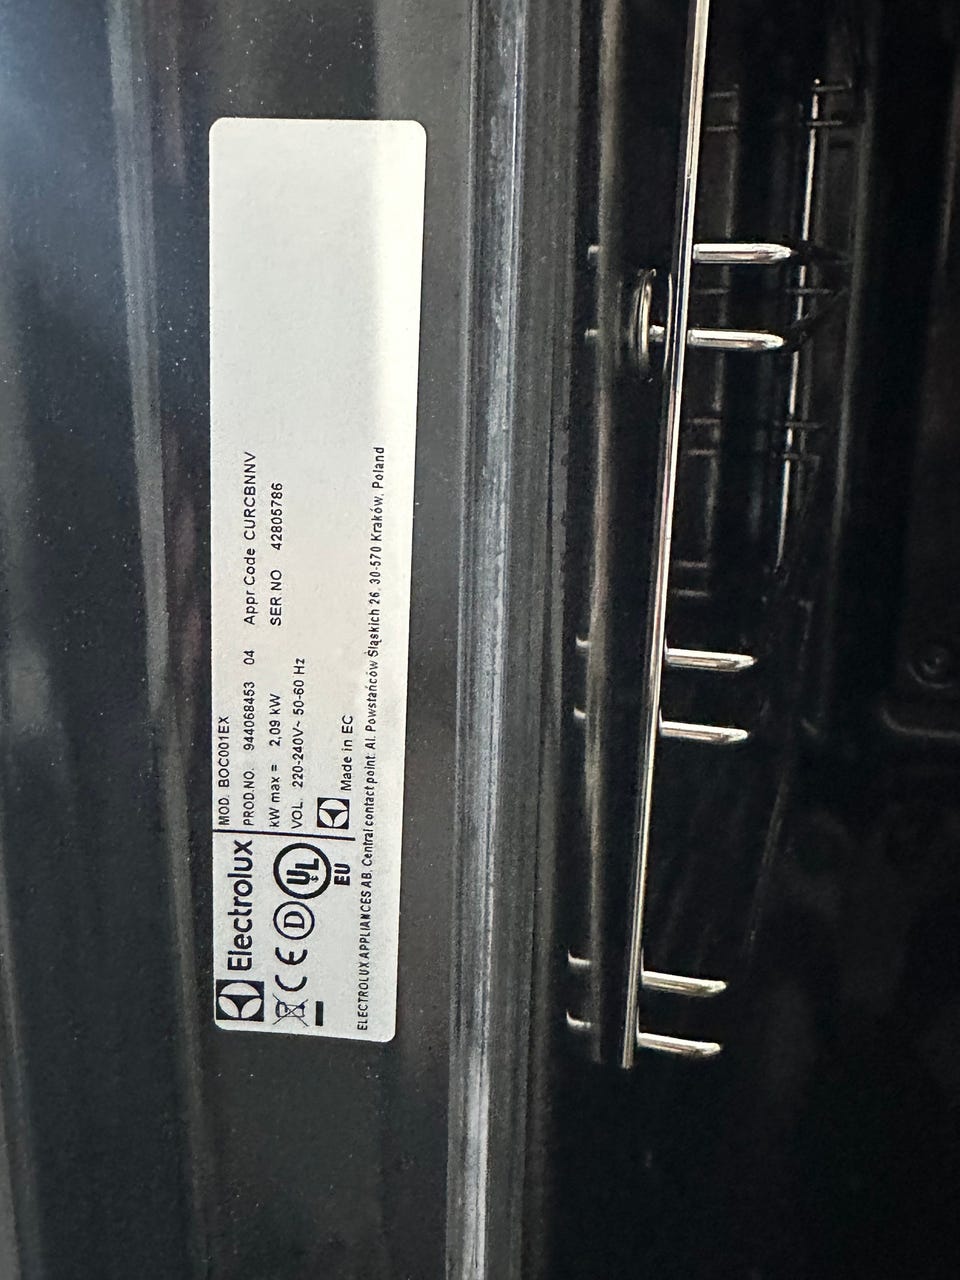 Electrolux
MOD. BOC001EX
PROD.NO. 944068453 04 Appr.Code CURCBNNV
kW max = 2,09 kW SER NO 42805786
VOL. 220-240V~ 50-60 Hz
CE D UL
EU
Made in EC
ELECTROLUX APPLIANCES AB, Central contact point: Al. Powstańców Śląskich 26, 30-570 Kraków, Poland